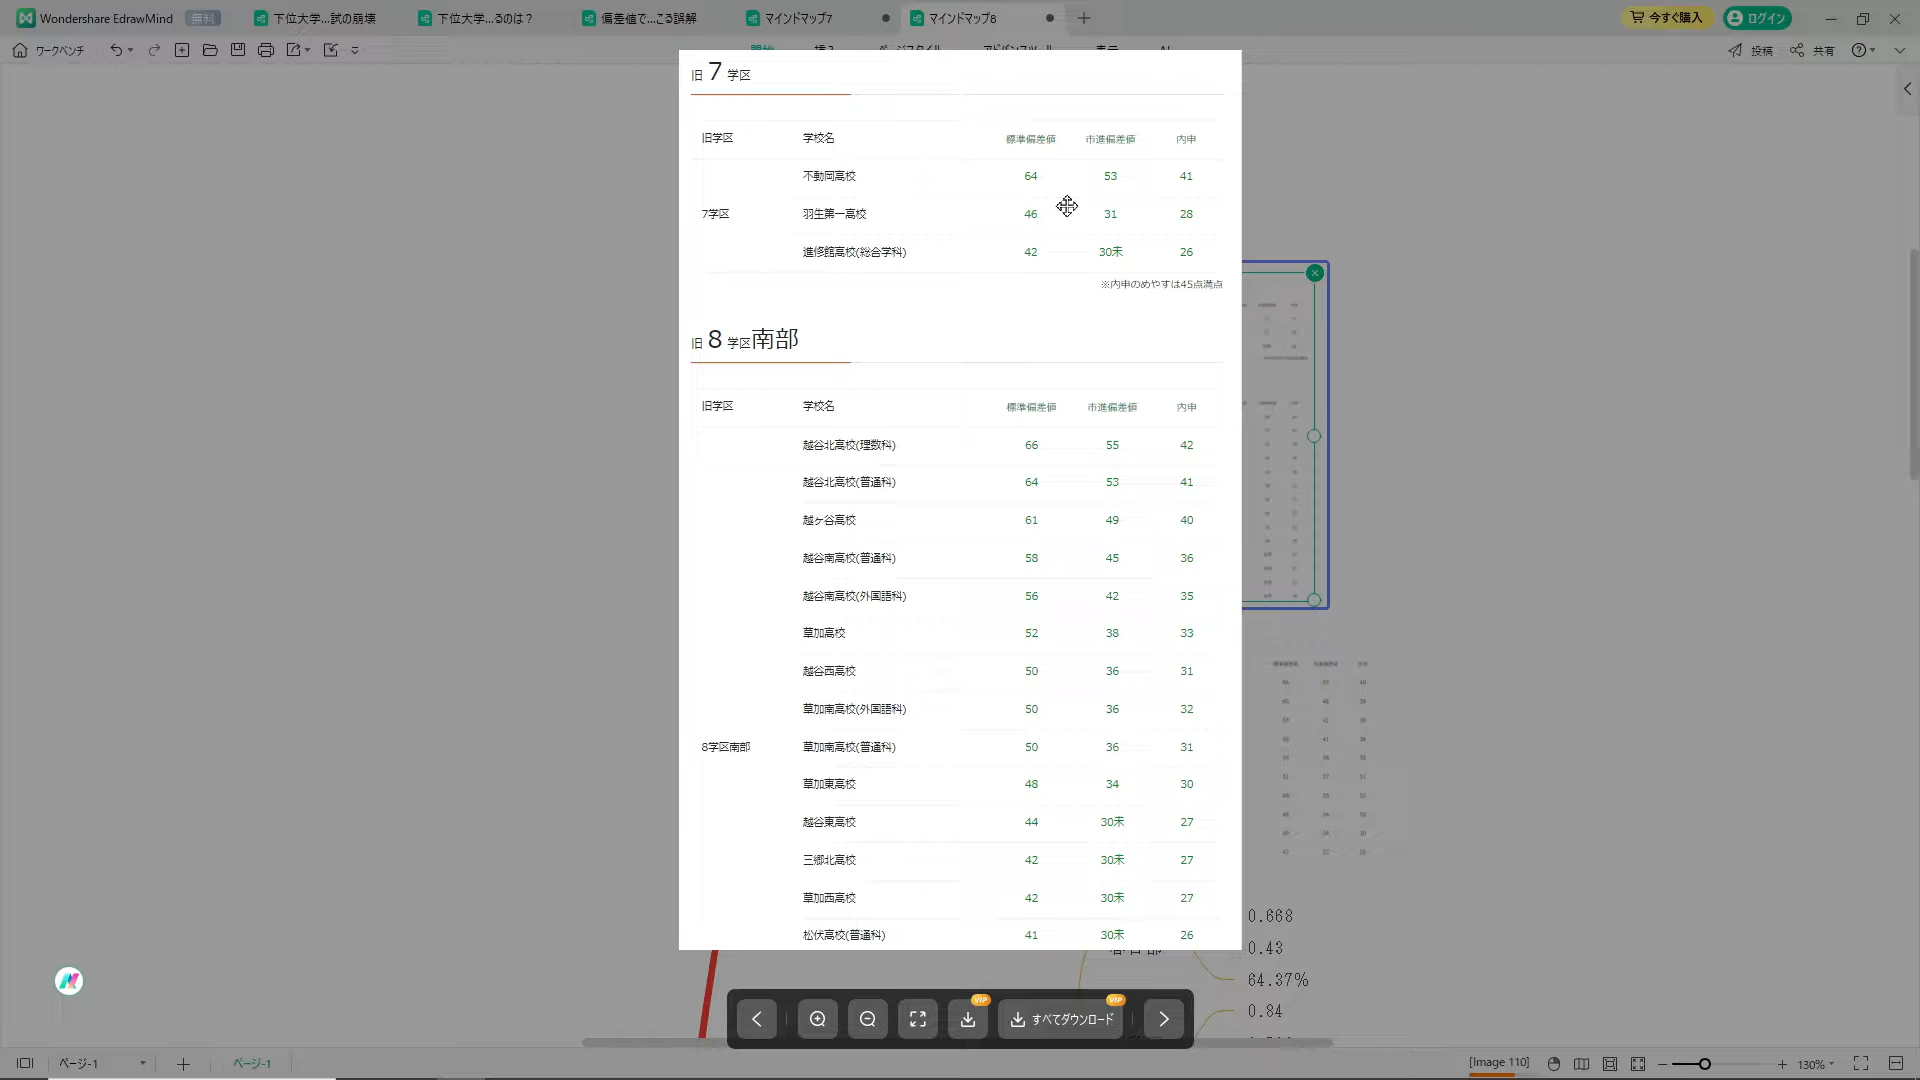 Wondershare EdrawMind 無料
下位大学...試の崩壊
下位大学...るのは？
偏差値で...こる誤解
マインドマップ7
マインドマップ8
今すぐ購入
ログイン
ワークベンチ
投稿
共有
旧 7 学区
旧学区 学校名 標準偏差値 市進偏差値 内申
不動岡高校 64 53 41
7学区 羽生第一高校 46 31 28
進修館高校(総合学科) 42 30未 26
※内申のめやすは45点満点
旧 8 学区南部
旧学区 学校名 標準偏差値 市進偏差値 内申
越谷北高校(理数科) 66 55 42
越谷北高校(普通科) 64 53 41
越ヶ谷高校 61 49 40
越谷南高校(普通科) 58 45 36
越谷南高校(外国語科) 56 42 35
草加高校 52 38 33
越谷西高校 50 36 31
草加南高校(外国語科) 50 36 32
8学区南部 草加南高校(普通科) 50 36 31
草加東高校 48 34 30
越谷東高校 44 30未 27
三郷北高校 42 30未 27
草加西高校 42 30未 27
松伏高校(普通科) 41 30未 26
0.668
0.43
64.37%
0.84
VIP
VIP
すべてダウンロード
ページ-1
ページ-1
[Image 110]
130%